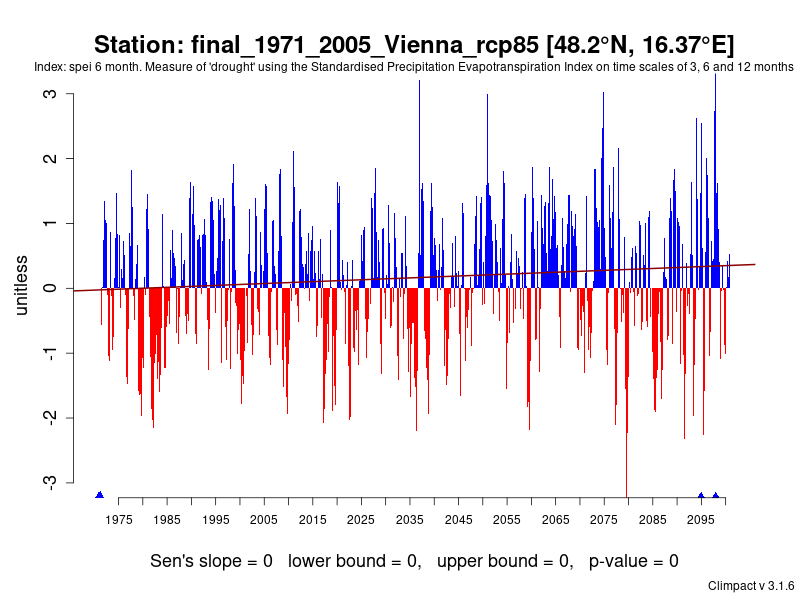 Station: final_1971_2005_Vienna_rcp85 [48.2°N, 16.37°E]
Index: spei 6 month. Measure of 'drought' using the Standardised Precipitation Evapotranspiration Index on time scales of 3, 6 and 12 months
unitless
3
2
1
0
-1
-2
-3
1975 1985 1995 2005 2015 2025 2035 2045 2055 2065 2075 2085 2095
Sen's slope = 0 lower bound = 0, upper bound = 0, p-value = 0
Climpact v 3.1.6